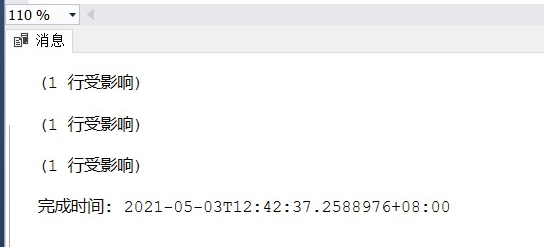 110 %
消息
(1 行受影响)
(1 行受影响)
(1 行受影响)
完成时间: 2021-05-03T12:42:37.2588976+08:00